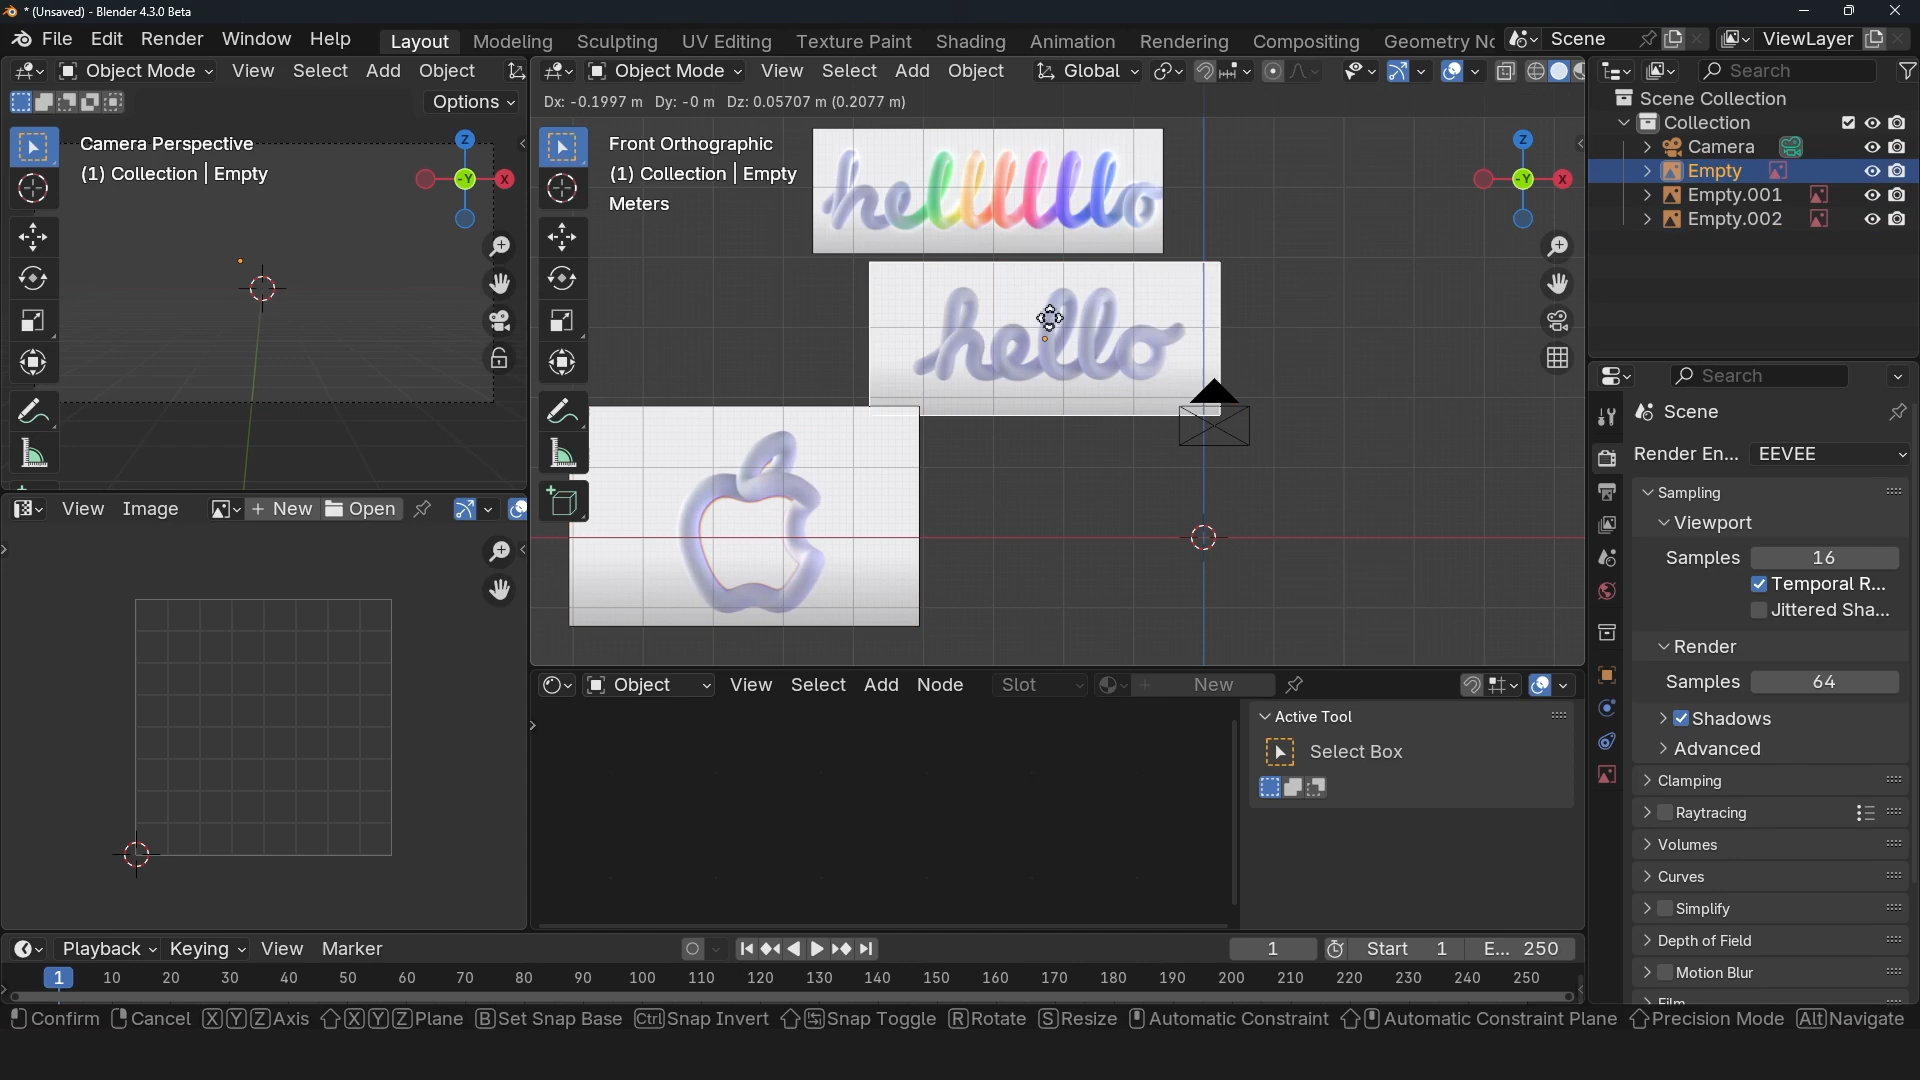 * (Unsaved) - Blender 4.3.0 Beta
File Edit Render Window Help
Layout Modeling Sculpting UV Editing Texture Paint Shading Animation Rendering Compositing Geometry No
Scene
ViewLayer
Object Mode View Select Add Object
Options
Camera Perspective
(1) Collection | Empty
Z
X
-Y
Object Mode View Select Add Object Global
Dx: -0.1997 m Dy: -0 m Dz: 0.05707 m (0.2077 m)
Front Orthographic
(1) Collection | Empty
Meters
hellllllo
hello
Z
X
-Y
Search
Scene Collection
Collection
Camera
Empty
Empty.001
Empty.002
Search
Scene
Render En... EEVEE
Sampling
Viewport
Samples 16
Temporal R...
Jittered Sha...
Render
Samples 64
Shadows
Advanced
Clamping
Raytracing
Volumes
Curves
Simplify
Depth of Field
Motion Blur
Film
View Image New Open
Object View Select Add Node Slot New
Active Tool
Select Box
Playback Keying View Marker
1 Start 1 E... 250
1 10 20 30 40 50 60 70 80 90 100 110 120 130 140 150 160 170 180 190 200 210 220 230 240 250
Confirm Cancel X Y Z Axis X Y Z Plane B Set Snap Base Ctrl Snap Invert Snap Toggle R Rotate S Resize Automatic Constraint Automatic Constraint Plane Precision Mode Alt Navigate